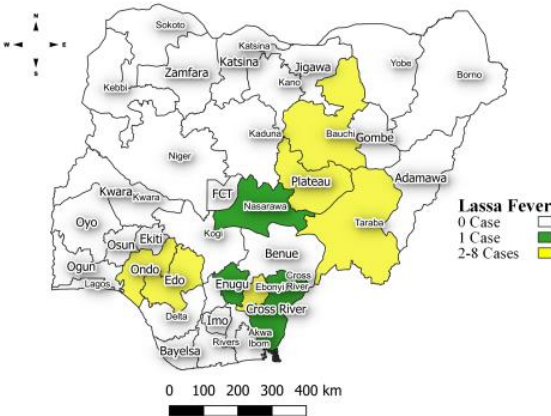 N
W E
S
Sokoto
Katsina
Zamfara
Katsina
Jigawa
Yobe
Borno
Kebbi
Kano
Kaduna
Bauchi
Gombe
Niger
Adamawa
Plateau
FCT
Nasarawa
Kwara
Kwara
Taraba
Oyo
Kogi
Ekiti
Osun
Benue
Ogun
Ondo
Edo
Lagos
Enugu
Ebonyi
Cross
River
Cross River
Delta
Imo
Akwa
Ibom
Rivers
Bayelsa
Lassa Fever
0 Case
1 Case
2-8 Cases
0 100 200 300 400 km